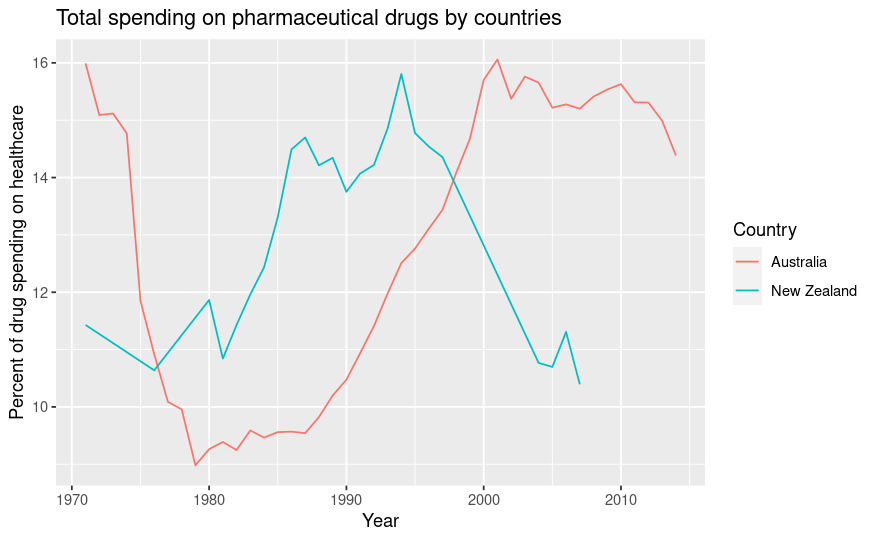 Total spending on pharmaceutical drugs by countries
Percent of drug spending on healthcare
16
14
12
10
1970 1980 1990 2000 2010
Year
Country
Australia
New Zealand